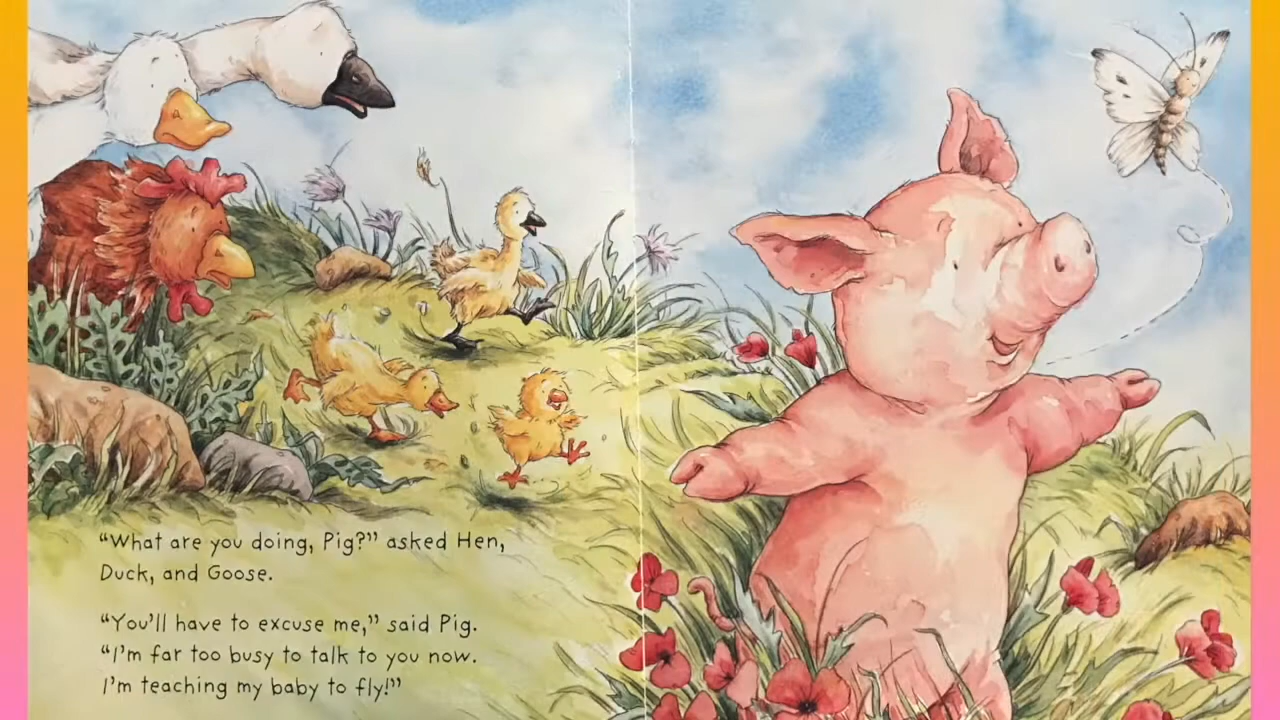 “What are you doing, Pig?” asked Hen,
Duck, and Goose.
“You’ll have to excuse me,” said Pig.
“I’m far too busy to talk to you now.
I’m teaching my baby to fly!”